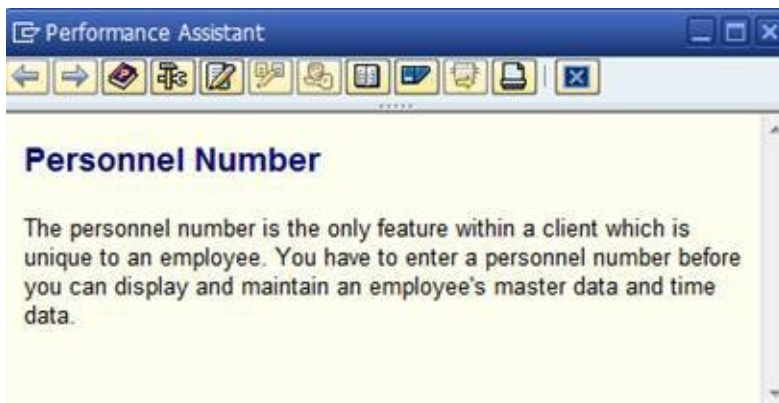 Performance Assistant
Personnel Number
The personnel number is the only feature within a client which is
unique to an employee. You have to enter a personnel number before
you can display and maintain an employee's master data and time
data.